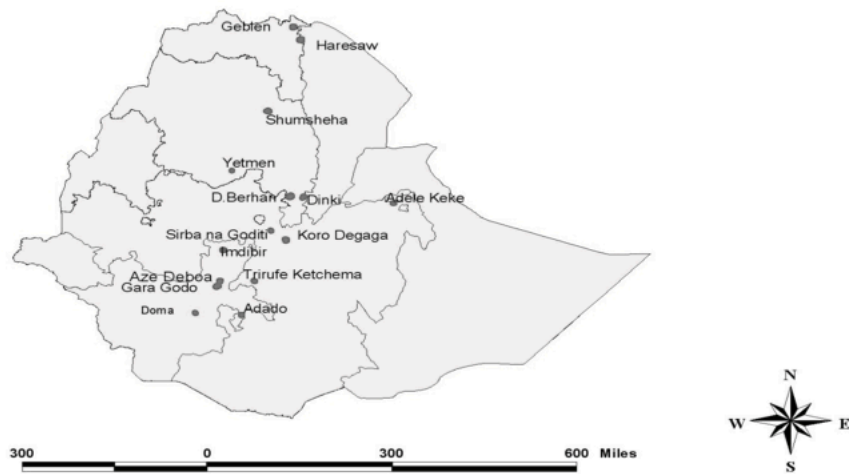 Geblen
Haresaw
Shumsheha
Yetmen
D.Berhan
Dinki
Adele Keke
Sirba na Goditi
Koro Degaga
Imdibir
Aze Deboa
Trirufe Ketchema
Gara Godo
Doma
Adado
N
W
E
S
300 0 300 600 Miles